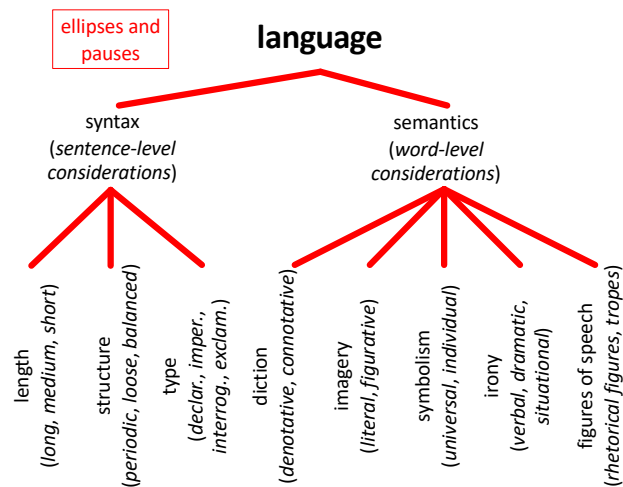 ellipses and
pauses
language
syntax
(sentence-level
considerations)
semantics
(word-level
considerations)
length
(long, medium, short)
structure
(periodic, loose, balanced)
type
(declar., imper.,
interrog., exclam.)
diction
(denotative, connotative)
imagery
(literal, figurative)
symbolism
(universal, individual)
irony
(verbal, dramatic,
situational)
figures of speech
(rhetorical figures, tropes)